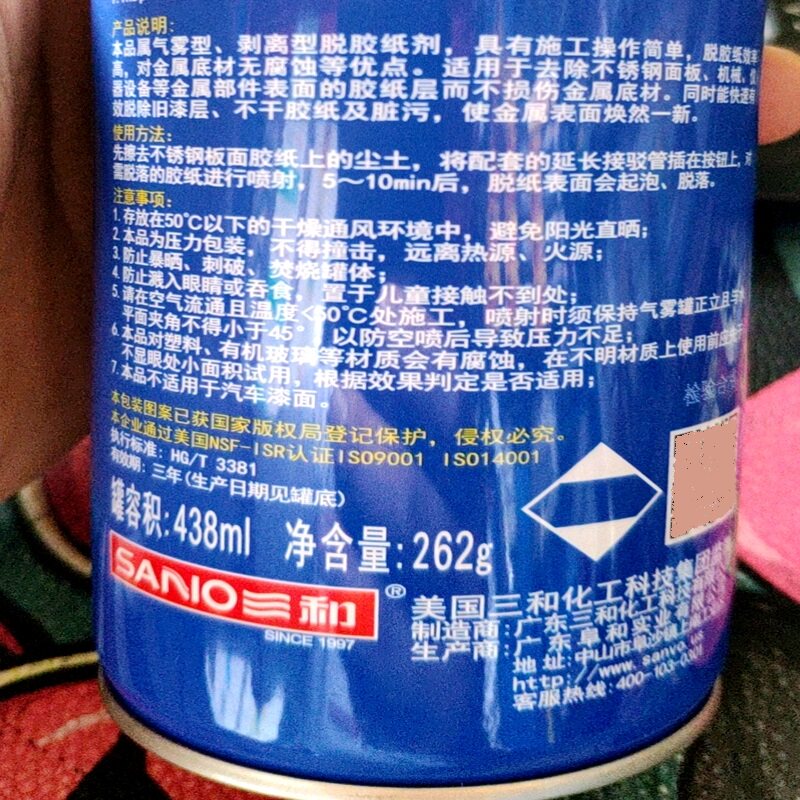 产品说明:
本品属气雾型、剥离型脱胶纸剂，具有施工操作简单，脱胶纸效率
高，对金属底材无腐蚀等优点。适用于去除不锈钢面板、机械、
器设备等金属部件表面的胶纸层而不损伤金属底材。同时能快速有
效脱除旧漆层、不干胶纸及脏污，使金属表面焕然一新。
使用方法:
先擦去不锈钢板面胶纸上的尘土，将配套的延长接驳管插在按钮上，对
需脱落的胶纸进行喷射，5～10min后，脱纸表面会起泡、脱落。
注意事项:
1. 存放在50℃以下的干燥通风环境中，避免阳光直晒；
2 本品为压力包装，不得撞击，远离热源、火源；
3. 防止暴晒、刺破、焚烧罐体；
4. 防止溅入眼睛或吞食，置于儿童接触不到处；
5. 请在空气流通且温度<50℃处施工，喷射时须保持气雾罐正立且与
平面夹角不得小于45°，以防空喷后导致压力不足；
6. 本品对塑料、有机玻璃等材质会有腐蚀，在不明材质上使用前
不显眼处小面积试用，根据效果判定是否适用；
7. 本品不适用于汽车漆面。
本包装图案已获国家版权局登记保护，侵权必究。
本企业通过美国NSF-ISR认证ISO9001 ISO14001
执行标准: HG/T 3381
有效期: 三年(生产日期见罐底)
罐容积:438ml 净含量:262g
SANO三和®
SINCE 1997
美国三和化工科技集团
制造商:广东三和化工科技
生产商:广东阜和实业有限公
地址:中山市阜沙镇上南
http://www.sanvo.us
客服热线:400-103-0301